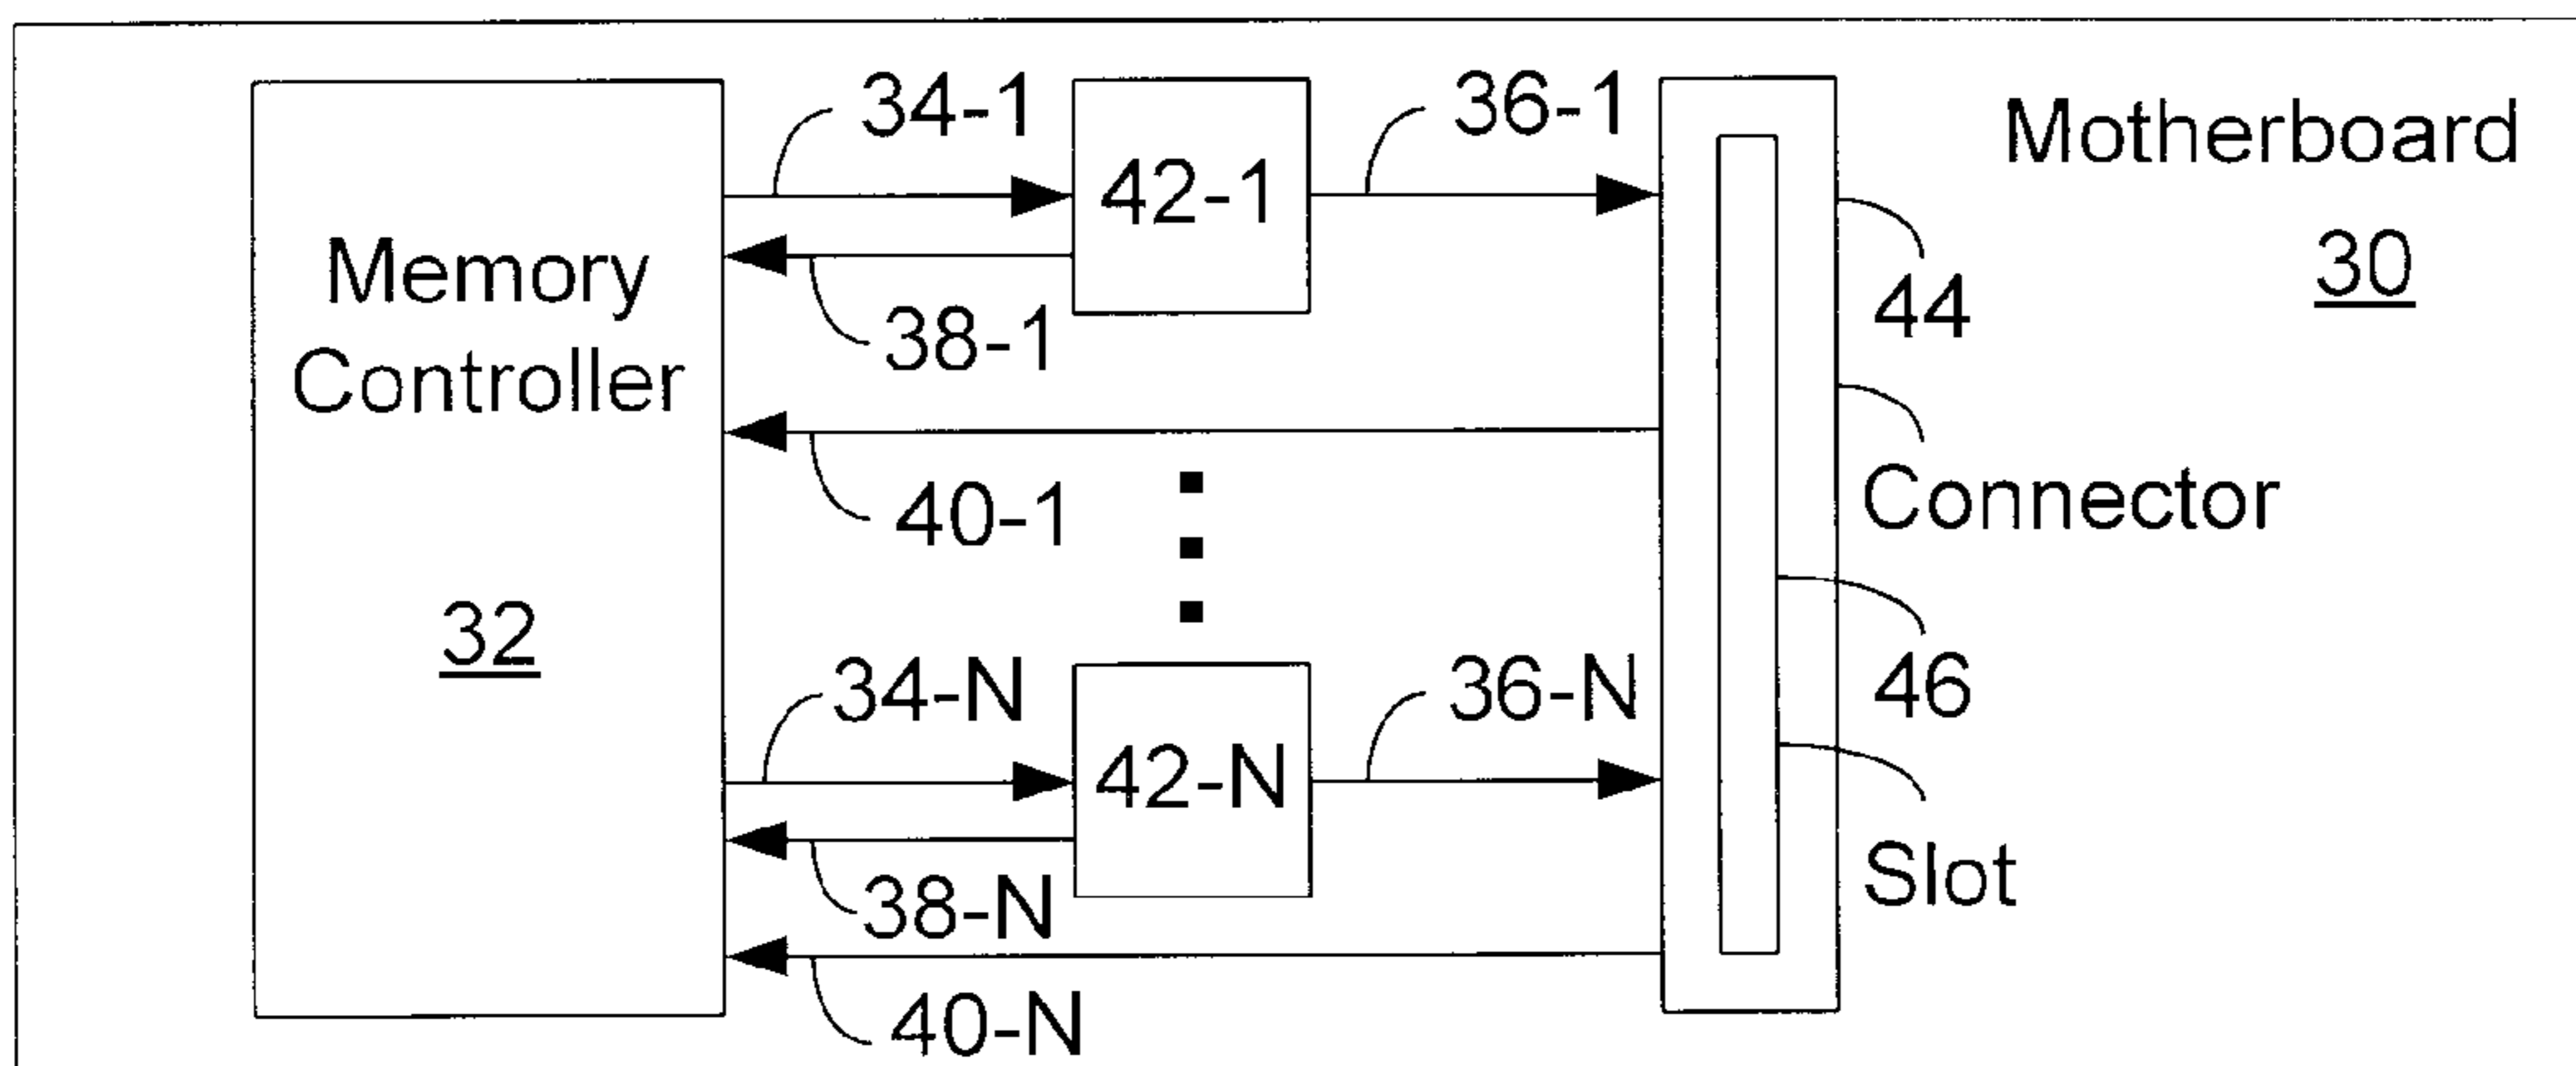 34-1
36-1
Motherboard
30
42-1
Memory
Controller
32
38-1
44
40-1
Connector
34-N
36-N
46
42-N
38-N
Slot
40-N